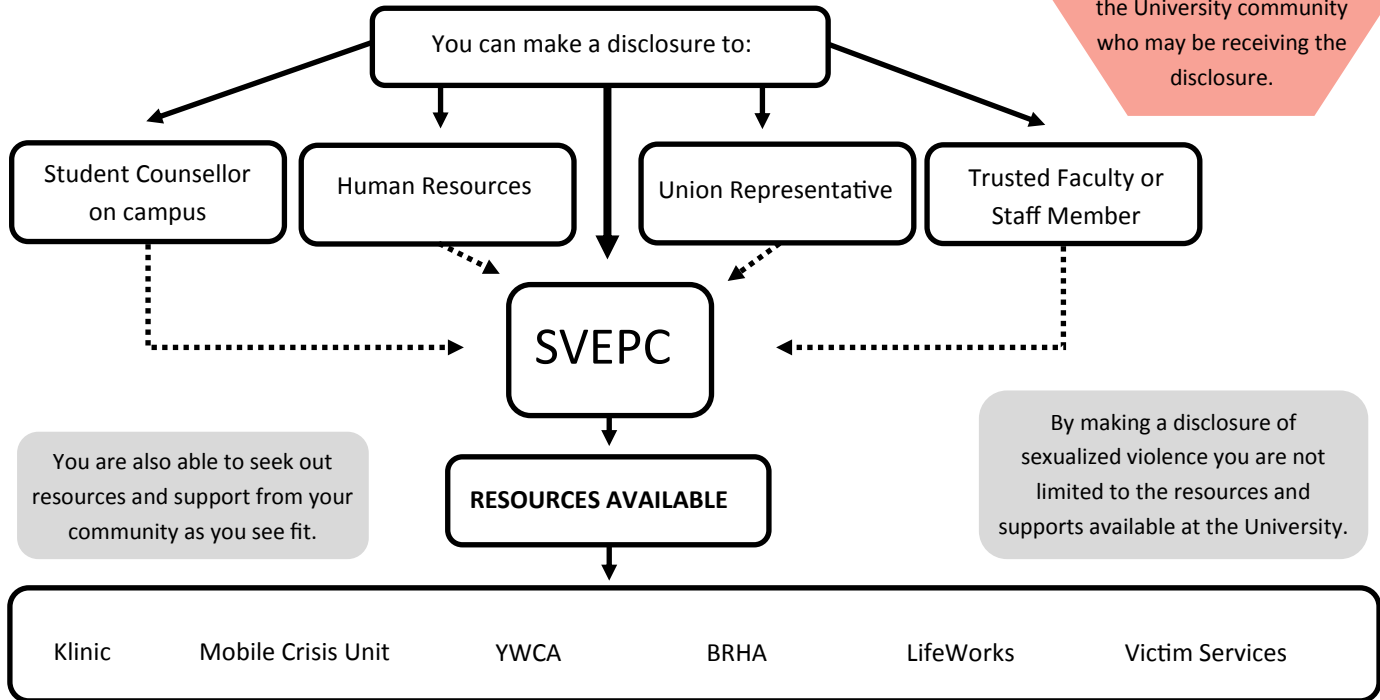 the University community
who may be receiving the
disclosure.
You can make a disclosure to:
Student Counsellor
on campus
Human Resources
Union Representative
Trusted Faculty or
Staff Member
SVEPC
You are also able to seek out
resources and support from your
community as you see fit.
RESOURCES AVAILABLE
By making a disclosure of
sexualized violence you are not
limited to the resources and
supports available at the University.
Klinic Mobile Crisis Unit YWCA BRHA LifeWorks Victim Services